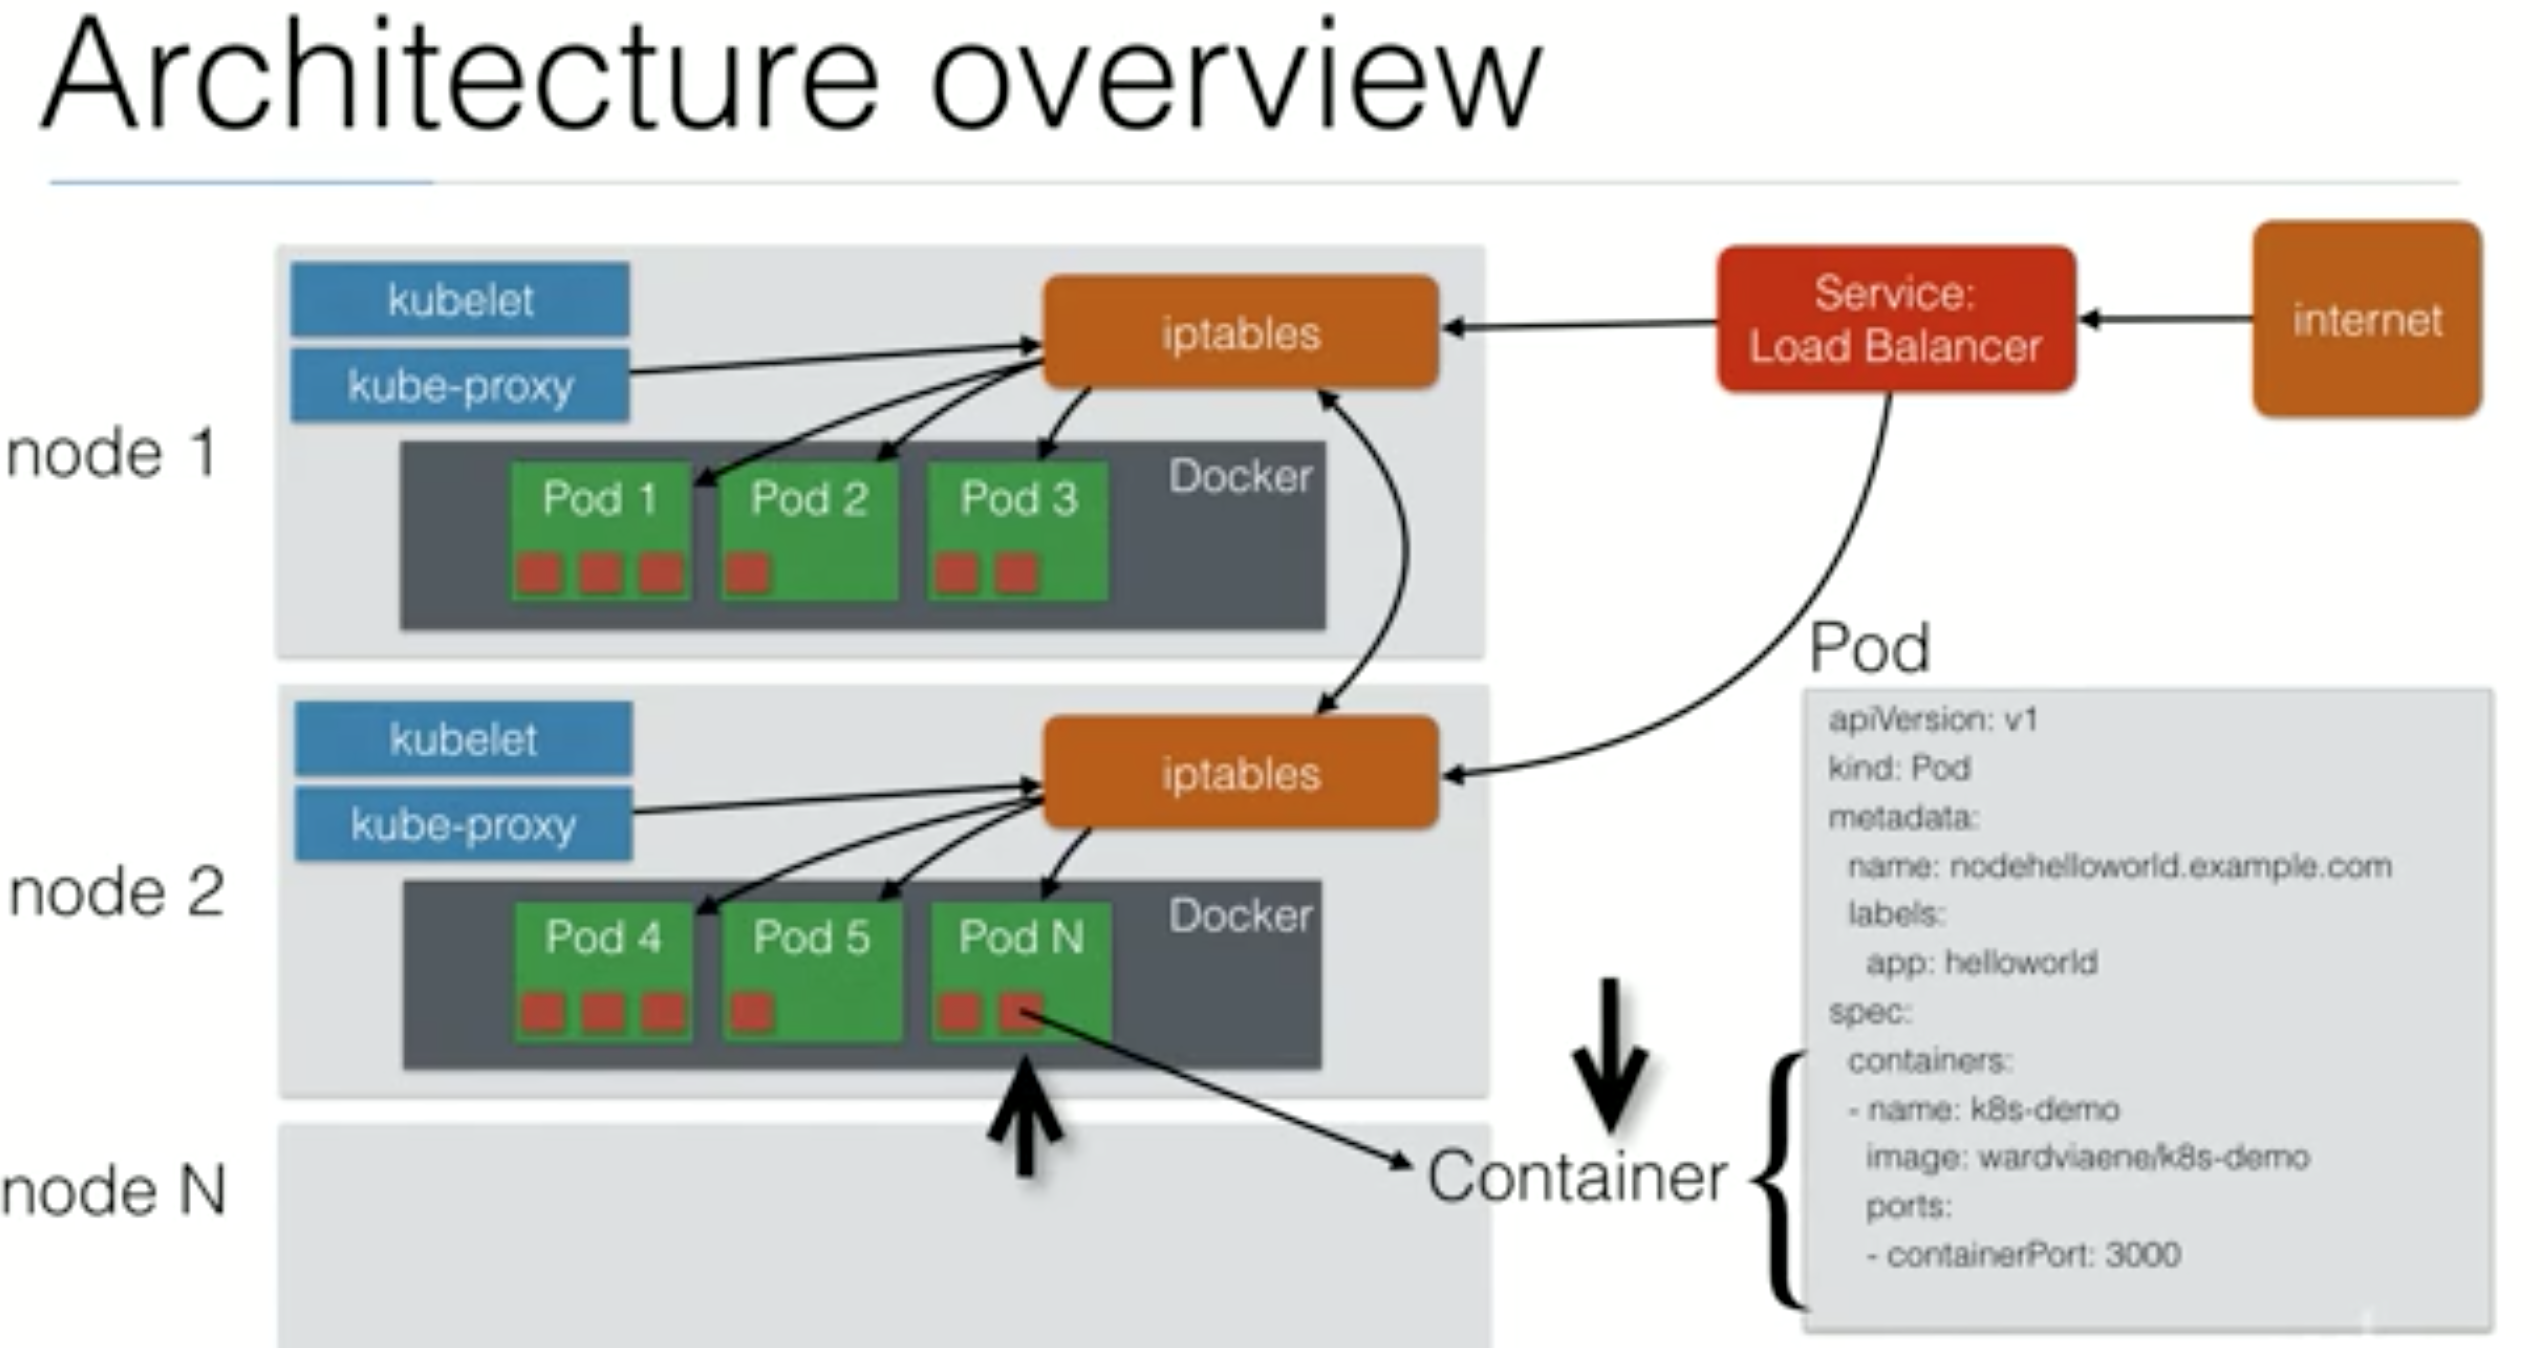 Architecture overview
node 1
kubelet
kube-proxy
iptables
Service:
Load Balancer
internet
Docker
Pod 1
Pod 2
Pod 3
node 2
kubelet
kube-proxy
iptables
Docker
Pod 4
Pod 5
Pod N
node N
Container
Pod
apiVersion: v1
kind: Pod
metadata:
  name: nodehelloworld.example.com
  labels:
    app: helloworld
spec:
  containers:
  - name: k8s-demo
    image: wardviaene/k8s-demo
    ports:
    - containerPort: 3000